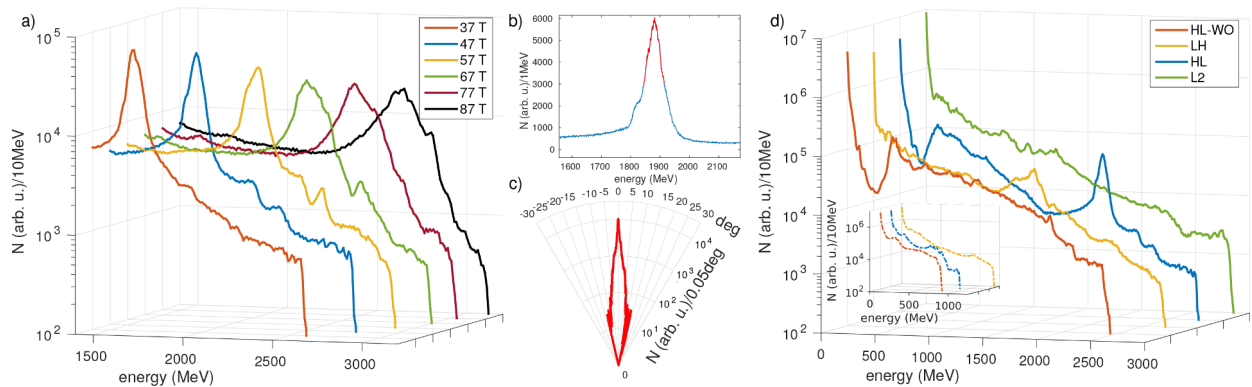 a)
N (arb. u.)/10MeV
10^5
10^4
10^3
10^2
37 T
47 T
57 T
67 T
77 T
87 T
1500
2000
2500
3000
energy (MeV)
b)
N (arb. u.)/1MeV
6000
5000
4000
3000
2000
1000
0
1600
1700
1800
1900
2000
2100
energy (MeV)
c)
-30
-25
-20
-15
-10
-5
0
5
10
15
20
25
30
deg
10^4
10^3
10^2
10^1
0
N (arb. u.)/0.05deg
d)
N (arb. u.)/10MeV
10^7
10^6
10^5
10^4
10^3
10^2
HL-WO
LH
HL
L2
0
500
1000
1500
2000
2500
3000
energy (MeV)
N (arb. u.)/10MeV
10^6
10^4
10^2
0
500
1000
energy (MeV)